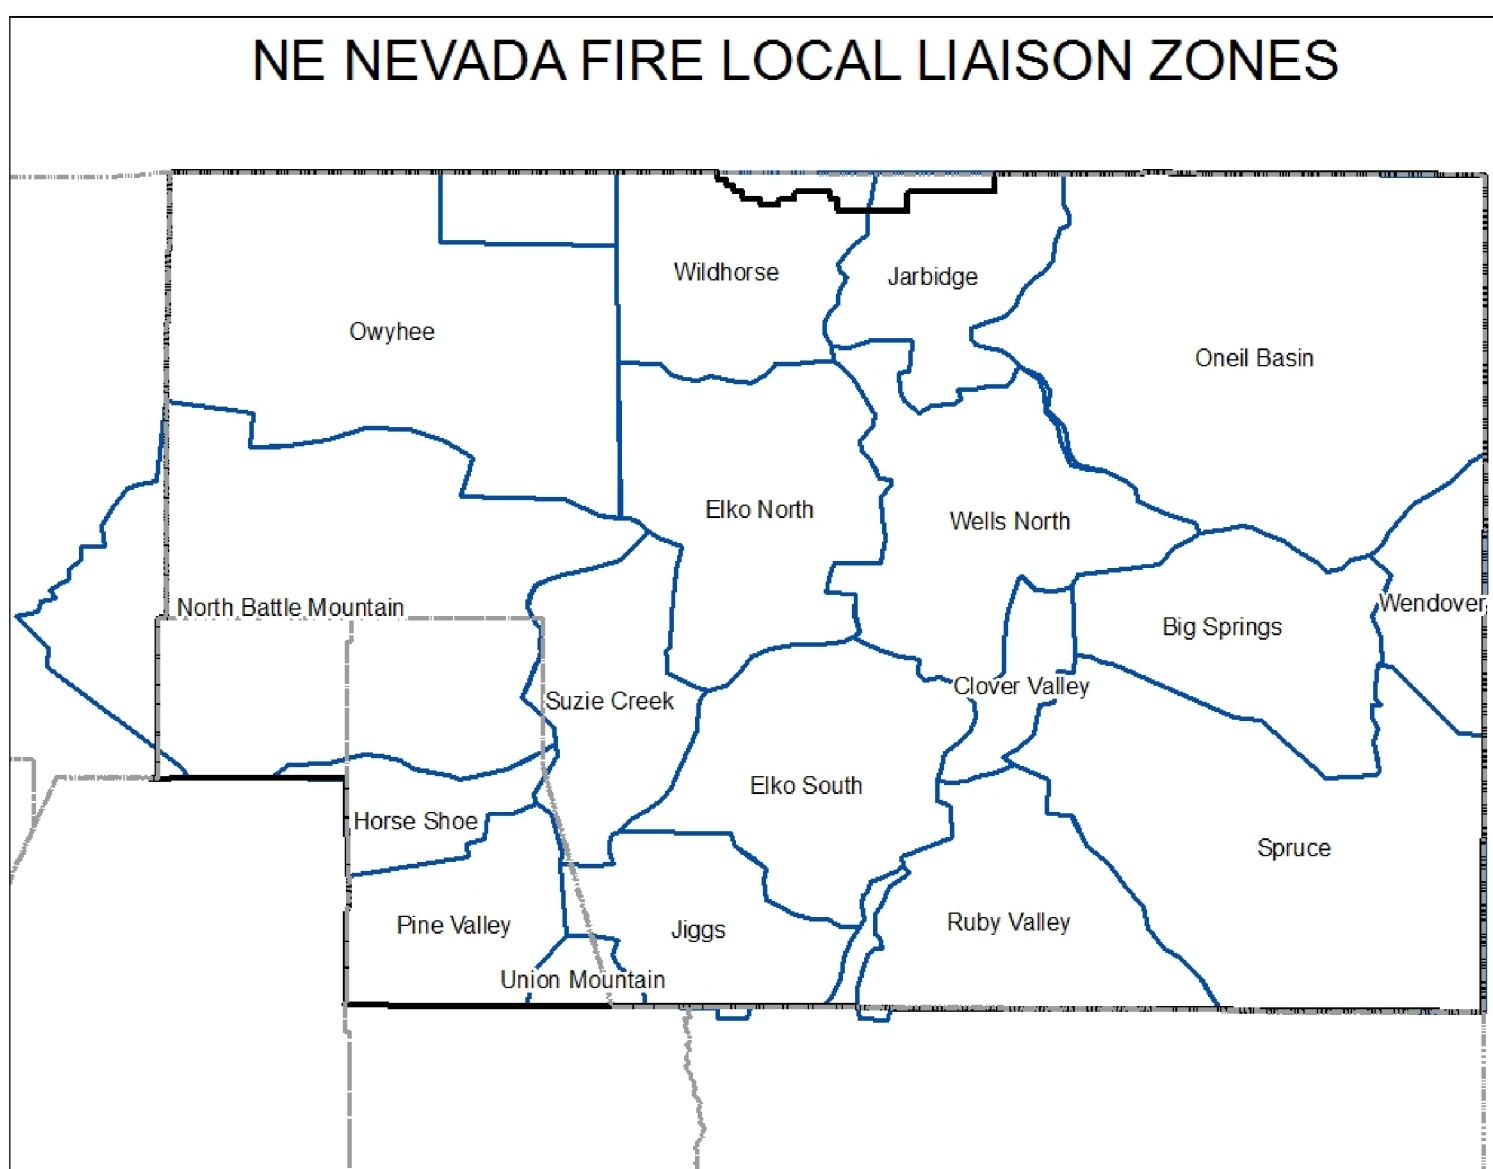 NE NEVADA FIRE LOCAL LIAISON ZONES
Wildhorse
Jarbidge
Owyhee
Oneil Basin
Elko North
Wells North
North Battle Mountain
Wendover
Big Springs
Clover Valley
Suzie Creek
Elko South
Horse Shoe
Spruce
Pine Valley
Jiggs
Ruby Valley
Union Mountain